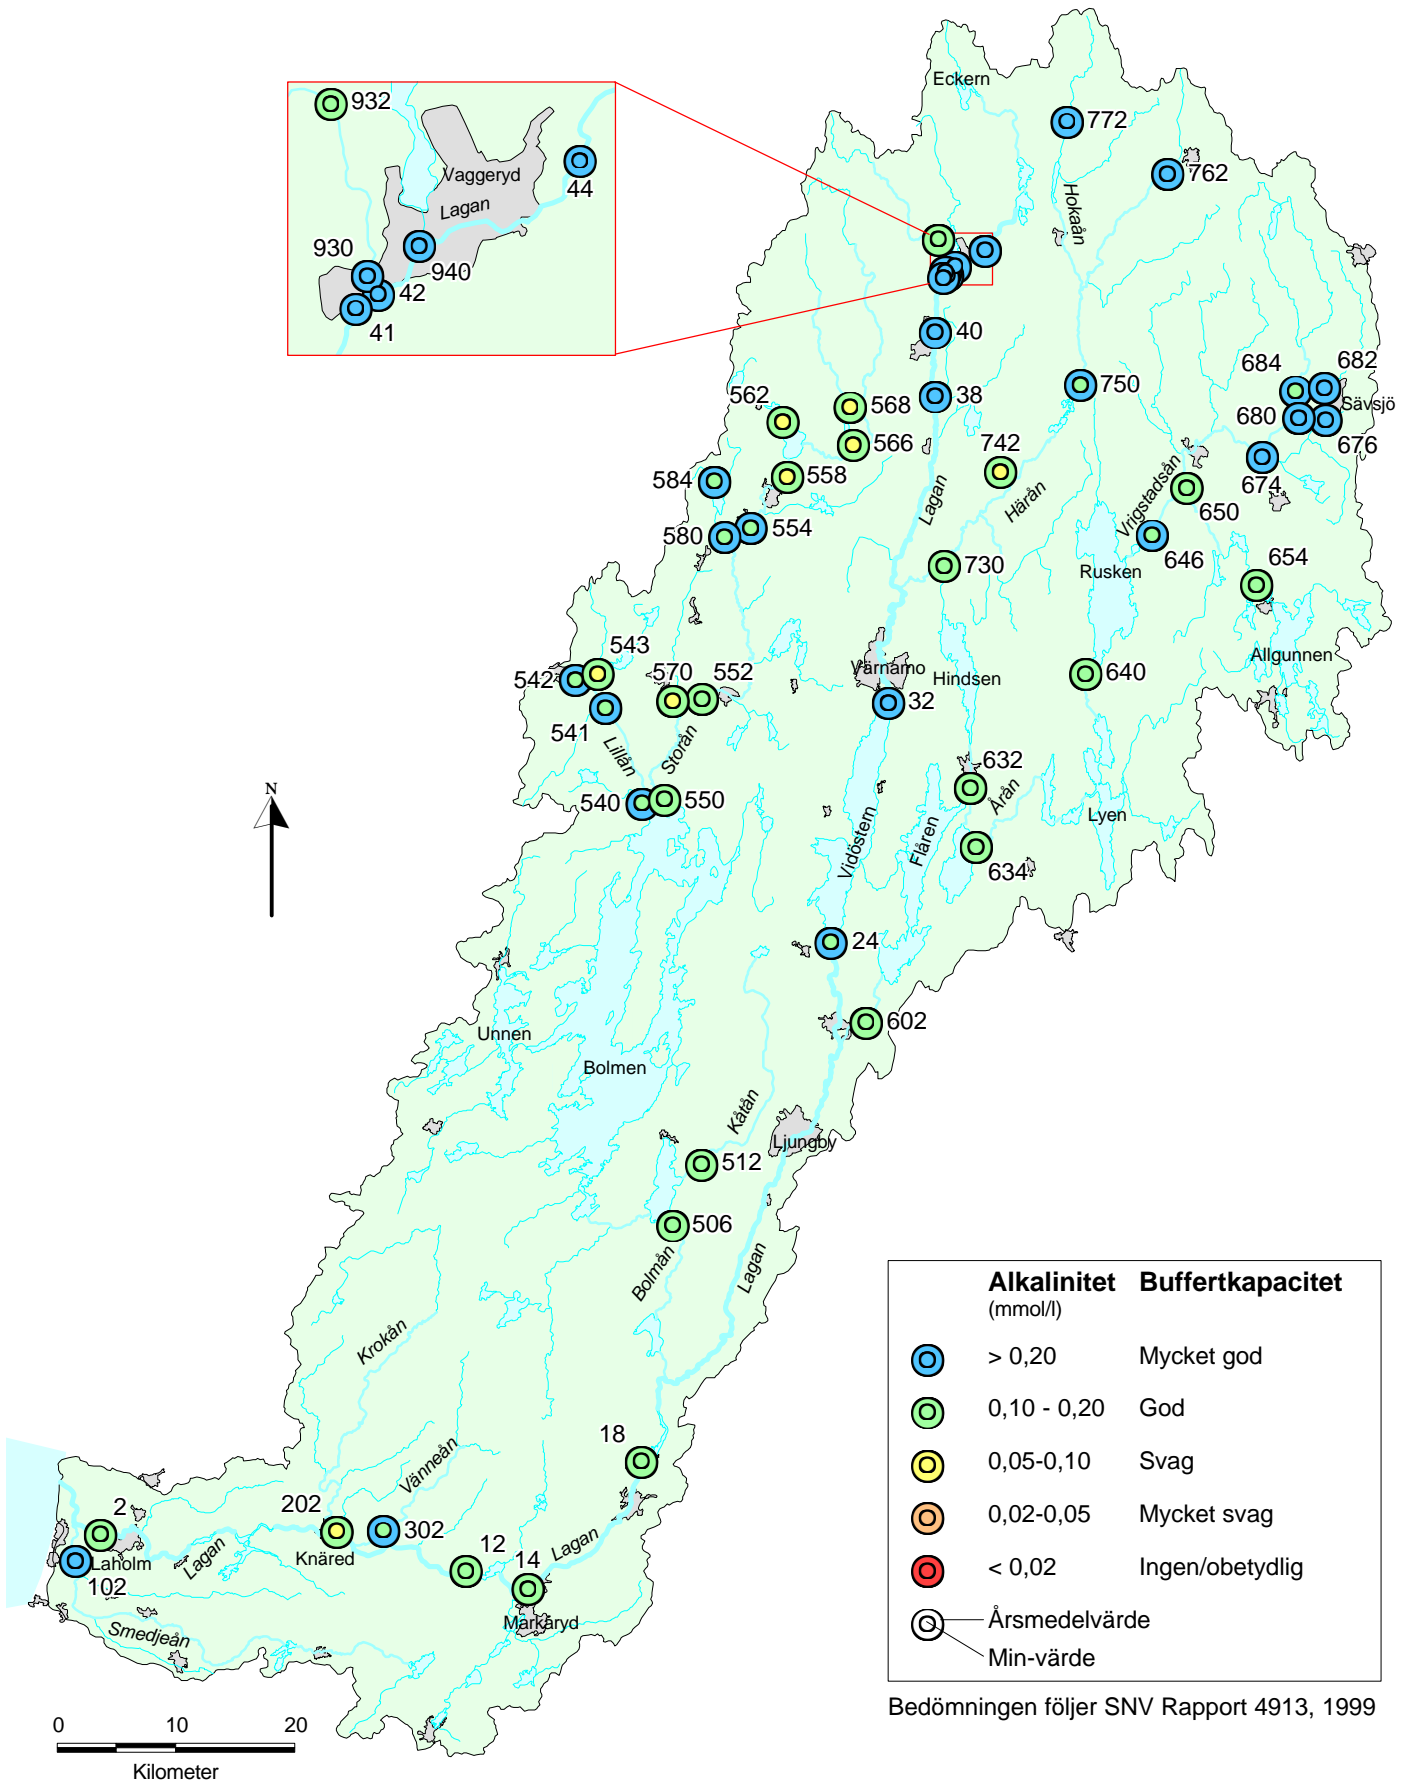 Eckern
932
772
Vaggeryd
762
44
Lagan
Hokaån
930
940
42
41
40
684
682
562
568
38
750
Sävsjö
680
566
742
676
584
558
674
Lagan
Härån
Vrigstadsån
650
580
554
646
730
Rusken
654
543
Allgunnen
542
570
552
Värnamo
Hindsen
640
32
541
Lillån
Storån
632
N
540
550
Årån
Lyen
Vidöstern
Flåren
634
24
602
Unnen
Bolmen
Kåtån
Ljungby
512
506
Bolmån
Lagan
Krokån
18
Vänneån
2
202
302
12
14
Lagan
Lagan
Knäred
Laholm
102
Markaryd
Smedjeån
Alkalinitet Buffertkapacitet
(mmol/l)
> 0,20 Mycket god
0,10 - 0,20 God
0,05-0,10 Svag
0,02-0,05 Mycket svag
< 0,02 Ingen/obetydlig
Årsmedelvärde
Min-värde
Bedömningen följer SNV Rapport 4913, 1999
0 10 20
Kilometer